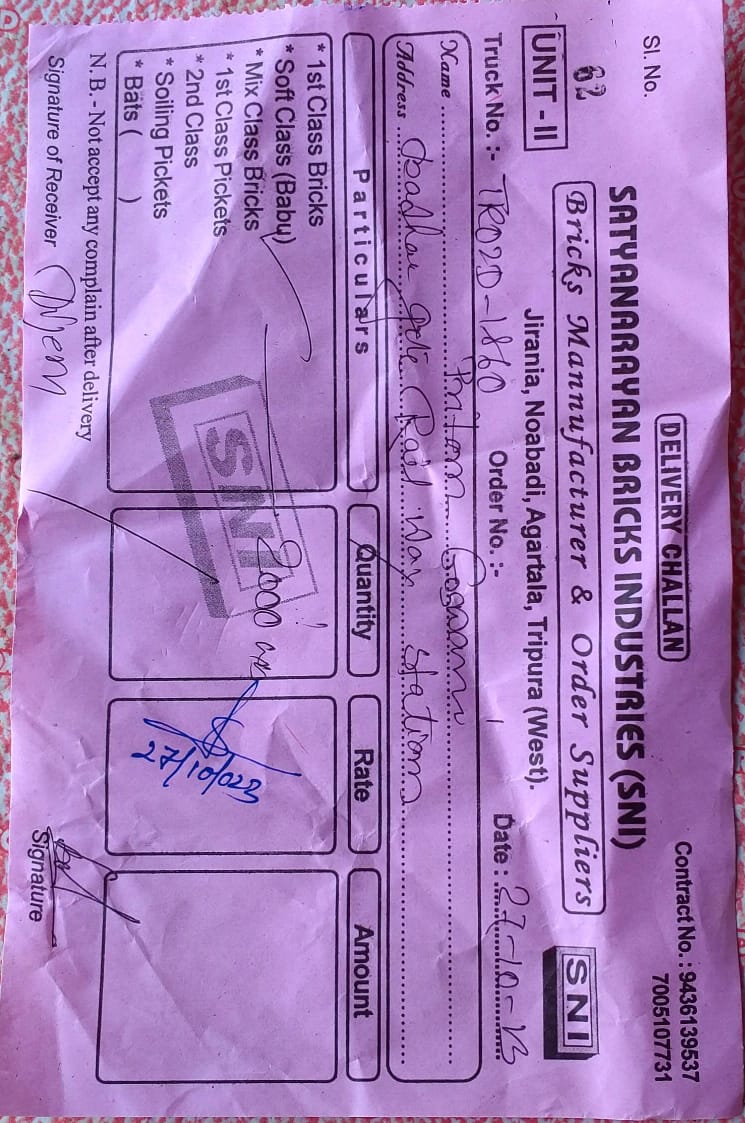 DELIVERY CHALLAN
Sl. No. 62
Contract No. : 9436139537
7005107731
SATYANARAYAN BRICKS INDUSTRIES (SNI)
UNIT - II
Bricks Mannufacturer & Order Suppliers
SNI
Jirania, Noabadi, Agartala, Tripura (West).
Truck No. :- TR02D-1860 Order No. :- Date : 27-10-23
Name
Address Rail Way Station
Particulars Quantity Rate Amount
* 1st Class Bricks
* Soft Class (Baby)
* Mix Class Bricks 2000
* 1st Class Pickets
* 2nd Class
* Soiling Pickets
* Bats ( )
SNI
27/10/023
N. B. - Not accept any complain after delivery
Signature of Receiver
Signature